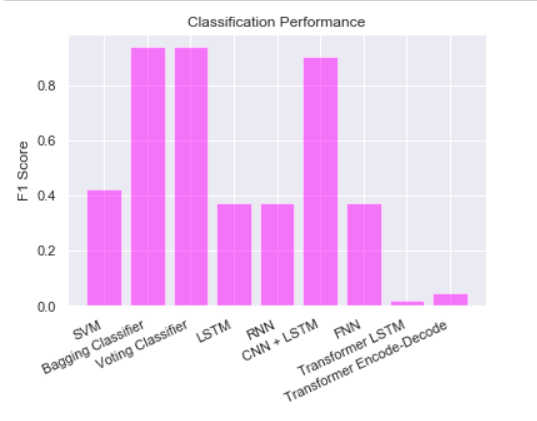 Classification Performance
F1 Score
0.8
0.6
0.4
0.2
0.0
SVM
Bagging Classifier
Voting Classifier
LSTM
RNN
CNN + LSTM
FNN
Transformer LSTM
Transformer Encode-Decode